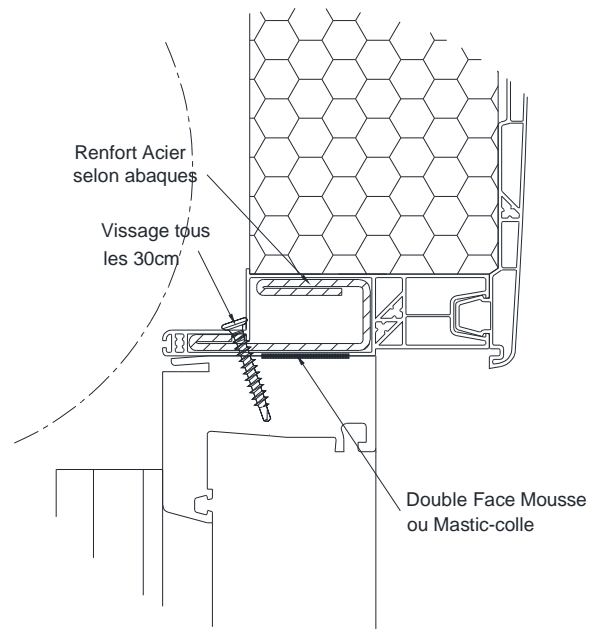 Renfort Acier
selon abaques
Vissage tous
les 30cm
Double Face Mousse
ou Mastic-colle